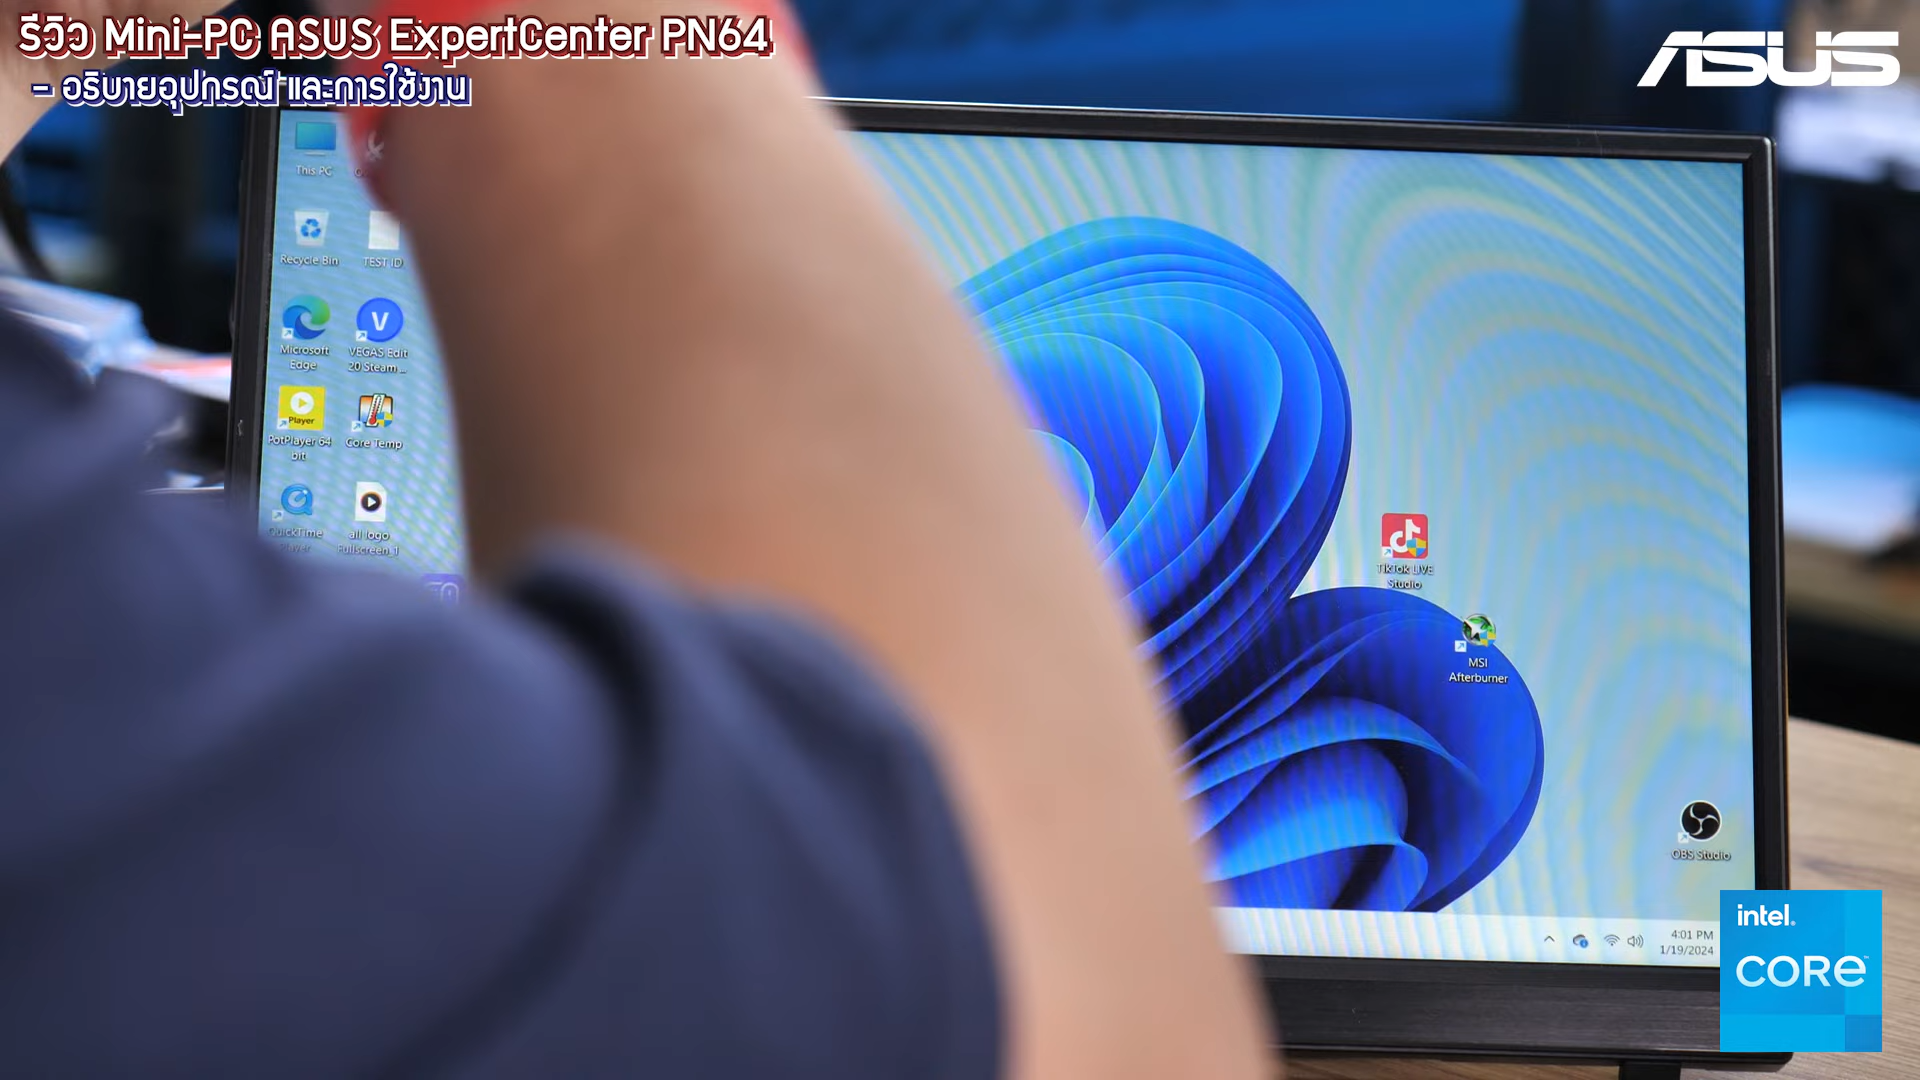 รีวิว Mini-PC ASUS ExpertCenter PN64
- อธิบายอุปกรณ์ และการใช้งาน
ASUS
This PC
Recycle Bin
TEST ID
Microsoft
Edge
VEGAS Edit
20 Steam ...
Player
PotPlayer 64
bit
Core Temp
QuickTime
Player
all logo
Fullscreen_1
TikTok LIVE
Studio
MSI
Afterburner
OBS Studio
4:01 PM
1/19/2024
intel.
CORE™